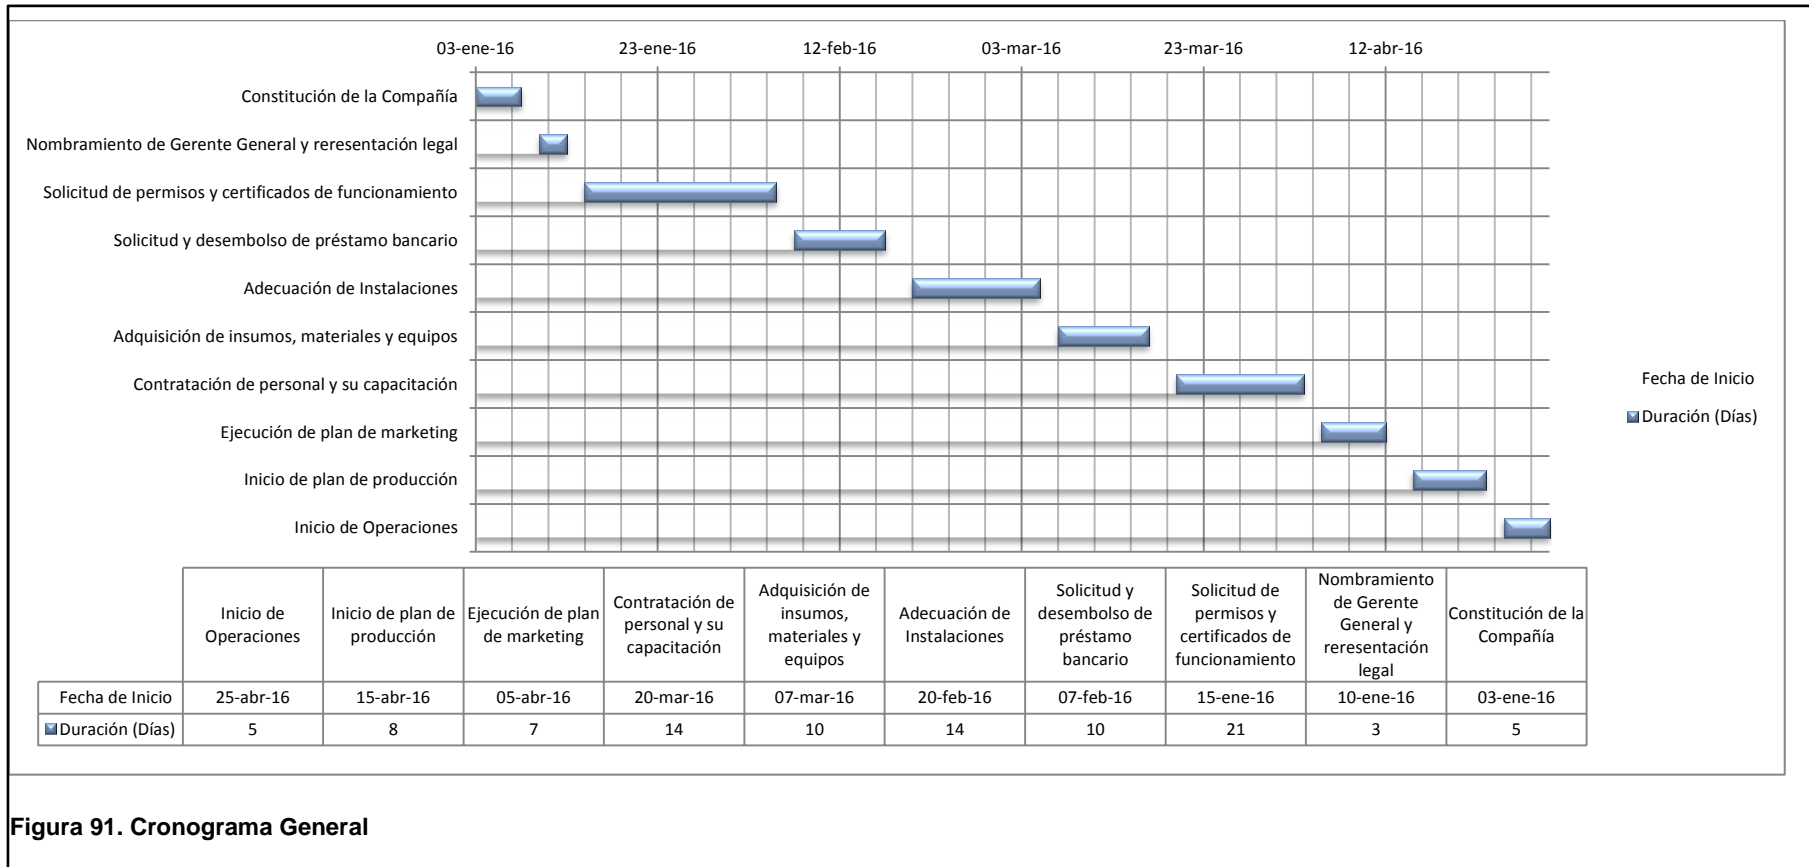 03-ene-16 23-ene-16 12-feb-16 03-mar-16 23-mar-16 12-abr-16
Constitución de la Compañía
Nombramiento de Gerente General y reresentación legal
Solicitud de permisos y certificados de funcionamiento
Solicitud y desembolso de préstamo bancario
Adecuación de Instalaciones
Adquisición de insumos, materiales y equipos
Contratación de personal y su capacitación
Ejecución de plan de marketing
Inicio de plan de producción
Inicio de Operaciones
Fecha de Inicio
Duración (Días)
Inicio de
Operaciones
Inicio de plan de
producción
Ejecución de plan
de marketing
Contratación de
personal y su
capacitación
Adquisición de
insumos,
materiales y
equipos
Adecuación de
Instalaciones
Solicitud y
desembolso de
préstamo
bancario
Solicitud de
permisos y
certificados de
funcionamiento
Nombramiento
de Gerente
General y
reresentación
legal
Constitución de la
Compañía
Fecha de Inicio 25-abr-16 15-abr-16 05-abr-16 20-mar-16 07-mar-16 20-feb-16 07-feb-16 15-ene-16 10-ene-16 03-ene-16
Duración (Días) 5 8 7 14 10 14 10 21 3 5
Figura 91. Cronograma General